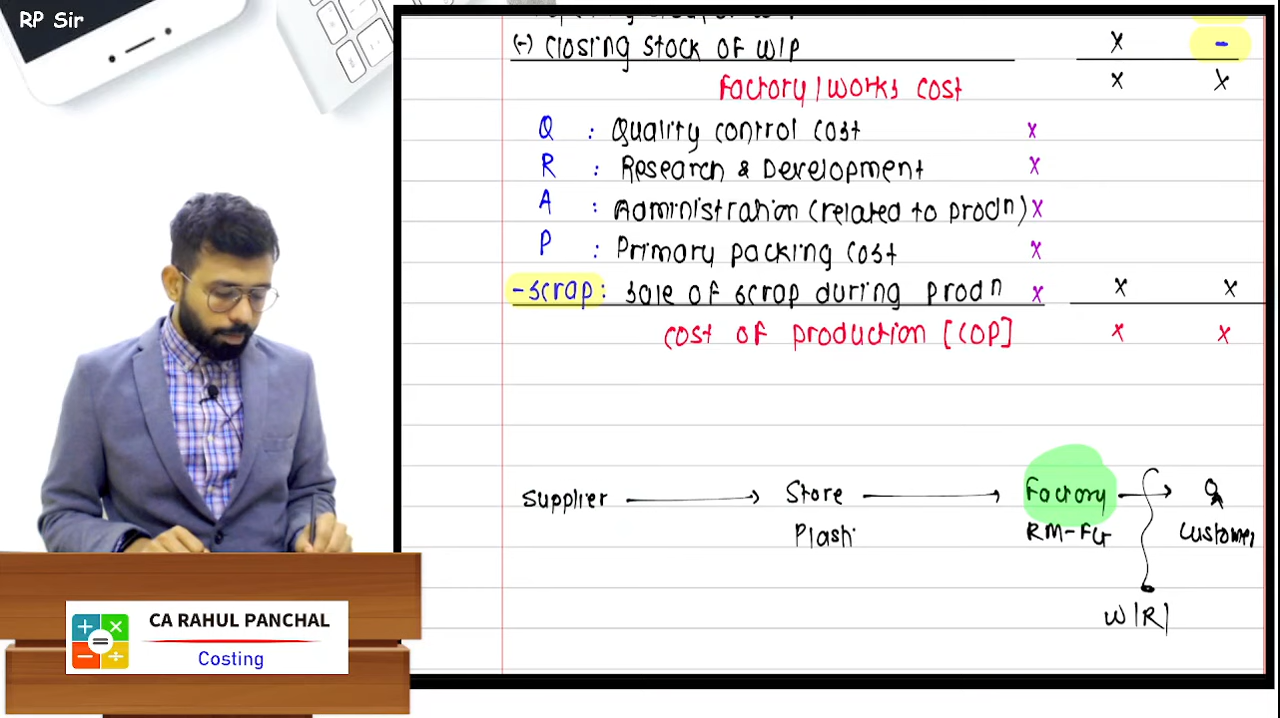 RP Sir
(-) Closing stock of WIP X -
Factory/Works cost X X
Q : Quality control cost X
R : Research & Development X
A : Administration (related to prodn) X
P : Primary packing cost X
-Scrap: Sale of scrap during prodn X X X
Cost of production [COP] X X
Supplier Store Factory
Plasti RM-FG Customer
W|R|
CA RAHUL PANCHAL
Costing